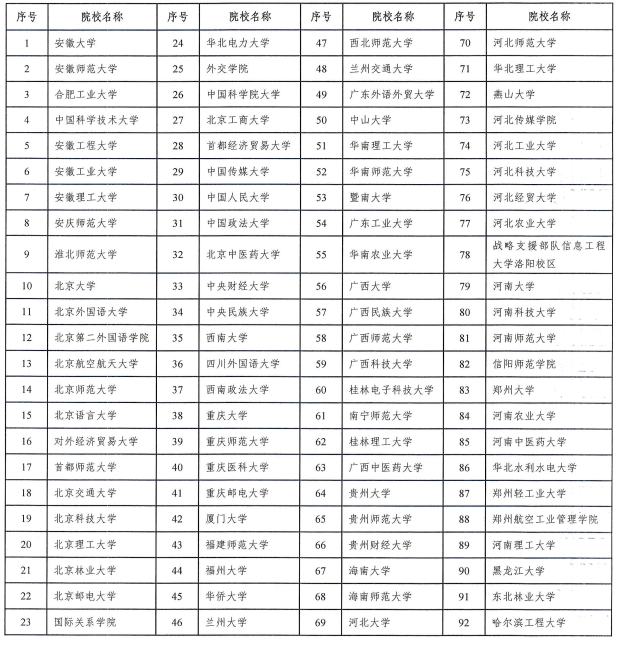 序号 院校名称 序号 院校名称 序号 院校名称 序号 院校名称
1 安徽大学 24 华北电力大学 47 西北师范大学 70 河北师范大学
2 安徽师范大学 25 外交学院 48 兰州交通大学 71 华北理工大学
3 合肥工业大学 26 中国科学院大学 49 广东外语外贸大学 72 燕山大学
4 中国科学技术大学 27 北京工商大学 50 中山大学 73 河北传媒学院
5 安徽工程大学 28 首都经济贸易大学 51 华南理工大学 74 河北工业大学
6 安徽工业大学 29 中国传媒大学 52 华南师范大学 75 河北科技大学
7 安徽理工大学 30 中国人民大学 53 暨南大学 76 河北经贸大学
8 安庆师范大学 31 中国政法大学 54 广东工业大学 77 河北农业大学
9 淮北师范大学 32 北京中医药大学 55 华南农业大学 78 战略支援部队信息工程
大学洛阳校区
10 北京大学 33 中央财经大学 56 广西大学 79 河南大学
11 北京外国语大学 34 中央民族大学 57 广西民族大学 80 河南科技大学
12 北京第二外国语学院 35 西南大学 58 广西师范大学 81 河南师范大学
13 北京航空航天大学 36 四川外国语大学 59 广西科技大学 82 信阳师范学院
14 北京师范大学 37 西南政法大学 60 桂林电子科技大学 83 郑州大学
15 北京语言大学 38 重庆大学 61 南宁师范大学 84 河南农业大学
16 对外经济贸易大学 39 重庆师范大学 62 桂林理工大学 85 河南中医药大学
17 首都师范大学 40 重庆医科大学 63 广西中医药大学 86 华北水利水电大学
18 北京交通大学 41 重庆邮电大学 64 贵州大学 87 郑州轻工业大学
19 北京科技大学 42 厦门大学 65 贵州师范大学 88 郑州航空工业管理学院
20 北京理工大学 43 福建师范大学 66 贵州财经大学 89 河南理工大学
21 北京林业大学 44 福州大学 67 海南大学 90 黑龙江大学
22 北京邮电大学 45 华侨大学 68 海南师范大学 91 东北林业大学
23 国际关系学院 46 兰州大学 69 河北大学 92 哈尔滨工程大学